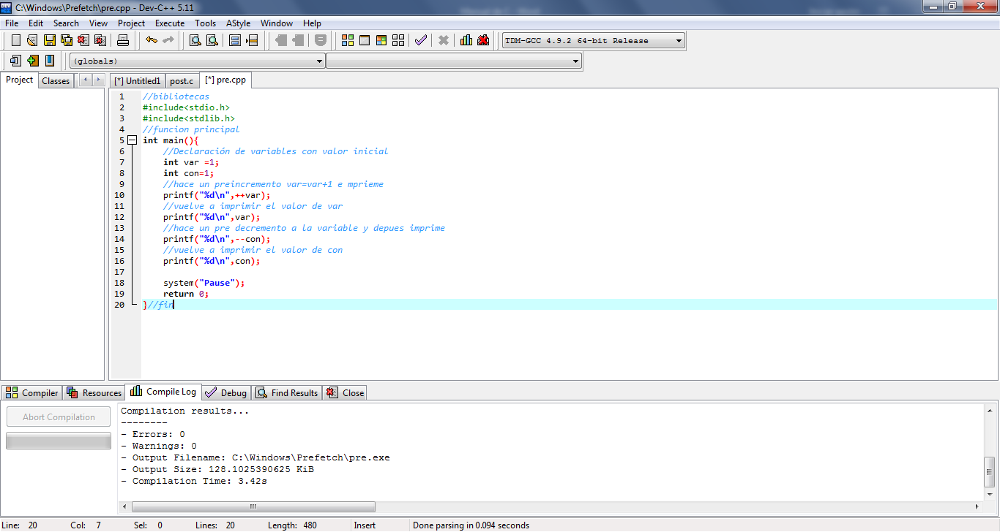 C:\Windows\Prefetch\pre.cpp - Dev-C++ 5.11
File Edit Search View Project Execute Tools AStyle Window Help
TDM-GCC 4.9.2 64-bit Release
(globals)
Project Classes [*] Untitled1 post.c [*] pre.cpp
1 //bibliotecas
2 #include<stdio.h>
3 #include<stdlib.h>
4 //funcion principal
5 int main(){
6 //Declaración de variables con valor inicial
7 int var =1;
8 int con=1;
9 //hace un preincremento var=var+1 e mprieme
10 printf("%d\n",++var);
11 //vuelve a imprimir el valor de var
12 printf("%d\n",var);
13 //hace un pre decremento a la variable y depues imprime
14 printf("%d\n",--con);
15 //vuelve a imprimir el valor de con
16 printf("%d\n",con);
17
18 system("Pause");
19 return 0;
20 }//fin
Compiler Resources Compile Log Debug Find Results Close
Abort Compilation
Compilation results...
--------
- Errors: 0
- Warnings: 0
- Output Filename: C:\Windows\Prefetch\pre.exe
- Output Size: 128.1025390625 KiB
- Compilation Time: 3.42s
Line: 20 Col: 7 Sel: 0 Lines: 20 Length: 480 Insert Done parsing in 0.094 seconds